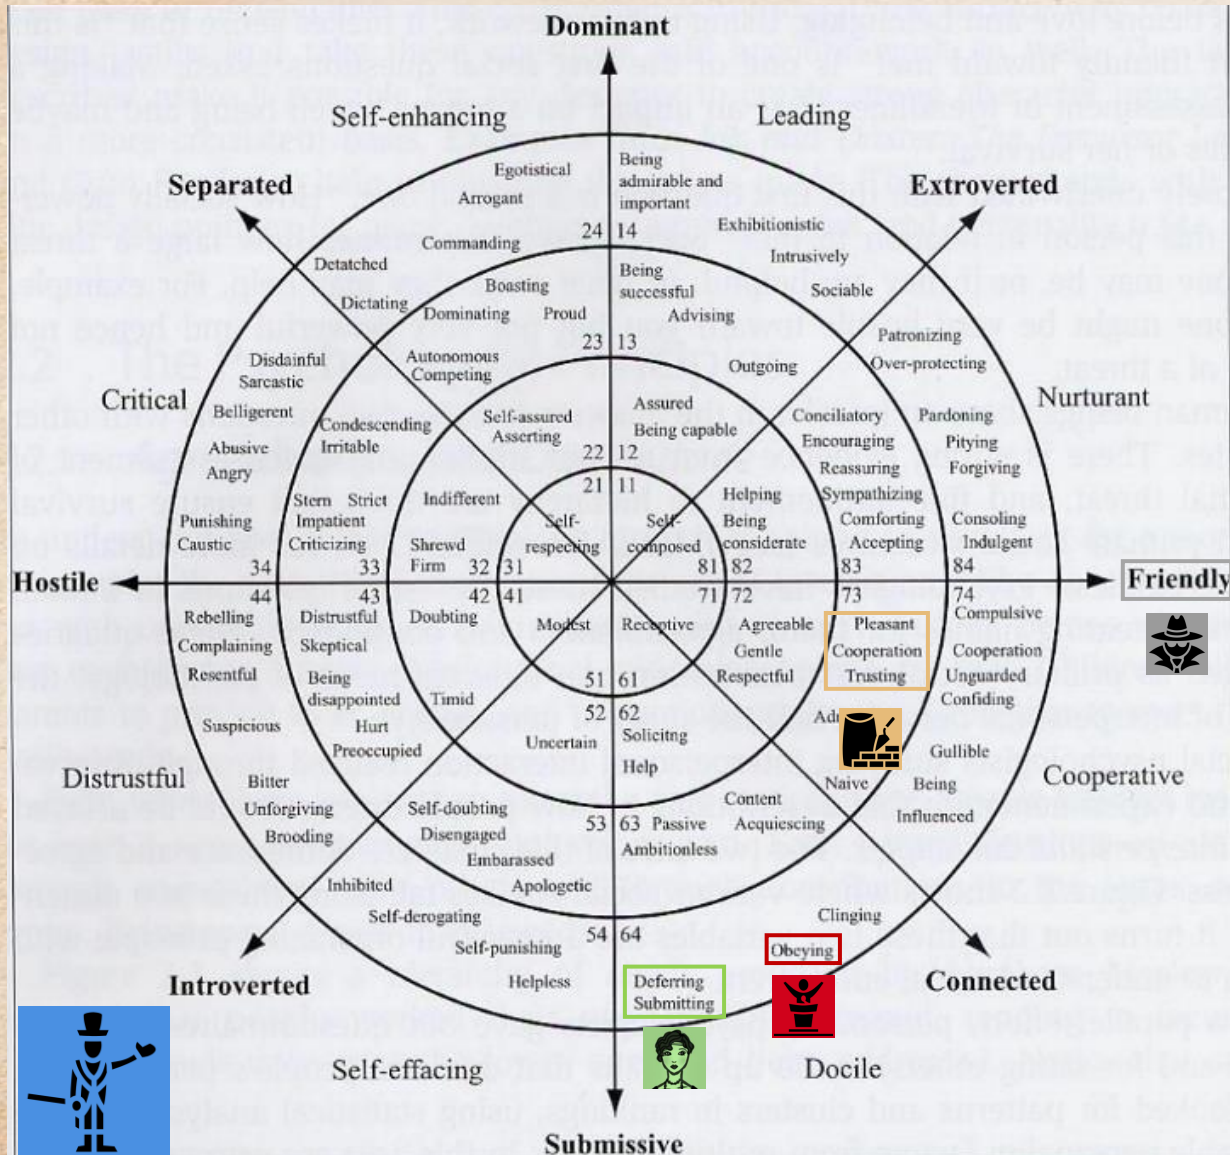 Dominant
Self-enhancing
Leading
Separated
Extroverted
Egotistical
Arrogant
Being
admirable and
important
Exhibitionistic
24 14
Commanding
Intrusively
Detatched
Being
successful
Boasting
Sociable
Dictating
Dominating
Proud
Advising
23 13
Patronizing
Over-protecting
Disdainful
Sarcastic
Autonomous
Competing
Outgoing
Critical
Nurturant
Belligerent
Condescending
Irritable
Self-assured
Asserting
Assured
Being capable
Conciliatory
Encouraging
Reassuring
Sympathizing
Pardoning
Pitying
Forgiving
Abusive
Angry
22 12
21 11
Stern Strict
Indifferent
Helping
Punishing
Caustic
Impatient
Criticizing
Shrewd
Firm
Self-
respecting
Self-
composed
Being
considerate
Comforting
Accepting
Consoling
Indulgent
34
33
32 31
81 82
83
84
Hostile
Friendly
44
43
42 41
71 72
73
74
Rebelling
Complaining
Resentful
Distrustful
Skeptical
Doubting
Modest
Receptive
Agreeable
Gentle
Respectful
Pleasant
Cooperation
Trusting
Compulsive
Cooperation
Unguarded
Confiding
Being
disappointed
51 61
Timid
52 62
Suspicious
Hurt
Preoccupied
Uncertain
Solicitng
Help
Gullible
Distrustful
Cooperative
Bitter
Unforgiving
Brooding
Naive
Being
Influenced
Self-doubting
Disengaged
Embarassed
Apologetic
53 63
Passive
Ambitionless
Content
Acquiescing
Inhibited
Self-derogating
Self-punishing
Helpless
54 64
Clinging
Obeying
Deferring
Submitting
Introverted
Connected
Self-effacing
Docile
Submissive